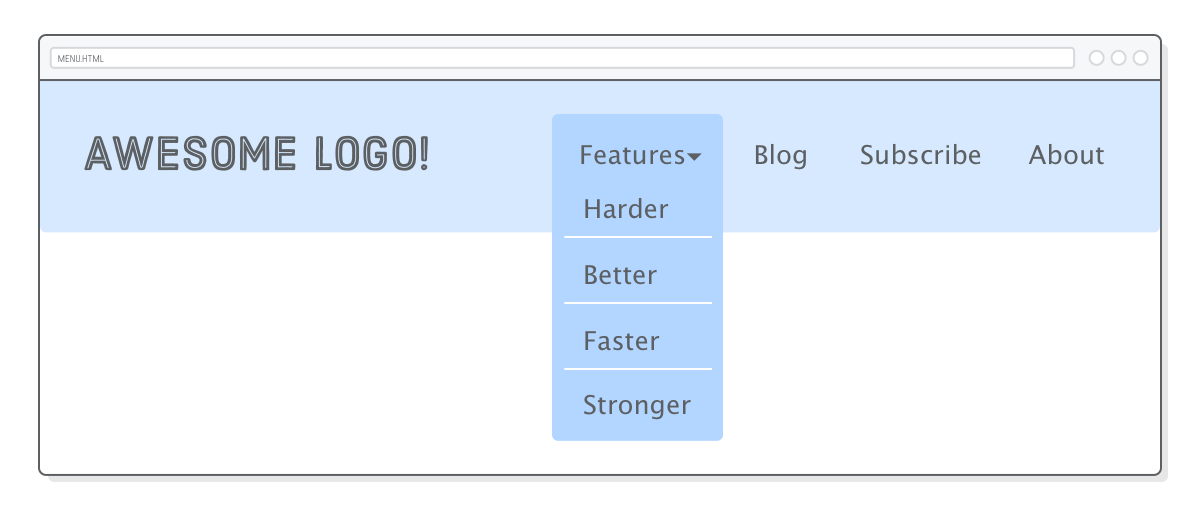 MENU.HTML
AWESOME LOGO!
Features Blog Subscribe About
Harder
Better
Faster
Stronger